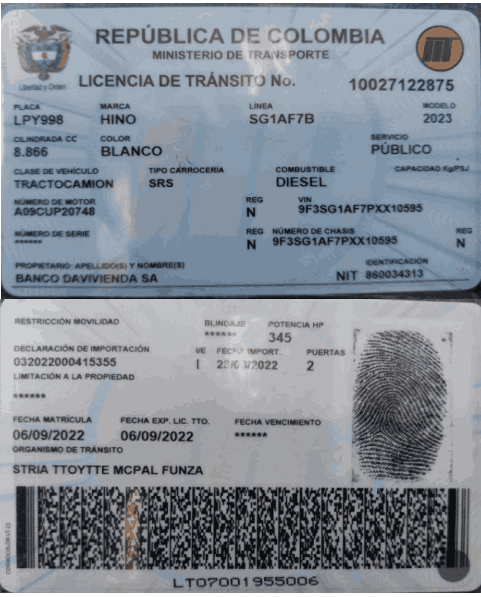 REPÚBLICA DE COLOMBIA
MINISTERIO DE TRANSPORTE
Libertad y Orden
LICENCIA DE TRÁNSITO No. 10027122875
PLACA MARCA LÍNEA MODELO
LPY998 HINO SG1AF7B 2023
CILINDRADA CC COLOR SERVICIO
8.866 BLANCO PÚBLICO
CLASE DE VEHÍCULO TIPO CARROCERÍA COMBUSTIBLE CAPACIDAD Kg/PSJ
TRACTOCAMION SRS DIESEL
NÚMERO DE MOTOR REG VIN
A09CUP20748 N 9F3SG1AF7PXX10595
NÚMERO DE SERIE REG NÚMERO DE CHASIS REG
****** N 9F3SG1AF7PXX10595 N
PROPIETARIO: APELLIDO(S) Y NOMBRE(S) IDENTIFICACIÓN
BANCO DAVIVIENDA SA NIT 860034313
RESTRICCIÓN MOVILIDAD BLINDAJE POTENCIA HP
****** 345
DECLARACIÓN DE IMPORTACIÓN I/E FECHA IMPORT. PUERTAS
032022000415355 I 23/03/2022 2
LIMITACIÓN A LA PROPIEDAD
******
FECHA MATRÍCULA FECHA EXP. LIC. TTO. FECHA VENCIMIENTO
06/09/2022 06/09/2022 ******
ORGANISMO DE TRÁNSITO
STRIA TTOYTTE MCPAL FUNZA
LT07001955006